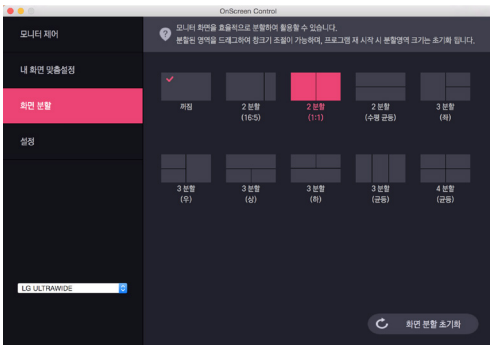 OnScreen Control
모니터 제어
내 화면 맞춤설정
화면 분할
설정
LG ULTRAWIDE
모니터 화면을 효율적으로 분할하여 활용할 수 있습니다.
분할된 영역을 드래그하여 창크기 조절이 가능하며, 프로그램 재 시작 시 분할영역 크기는 초기화 됩니다.
꺼짐
2 분할
(16:5)
2 분할
(1:1)
2 분할
(수평 균등)
3 분할
(좌)
3 분할
(우)
3 분할
(상)
3 분할
(하)
3 분할
(균등)
4 분할
(균등)
화면 분할 초기화